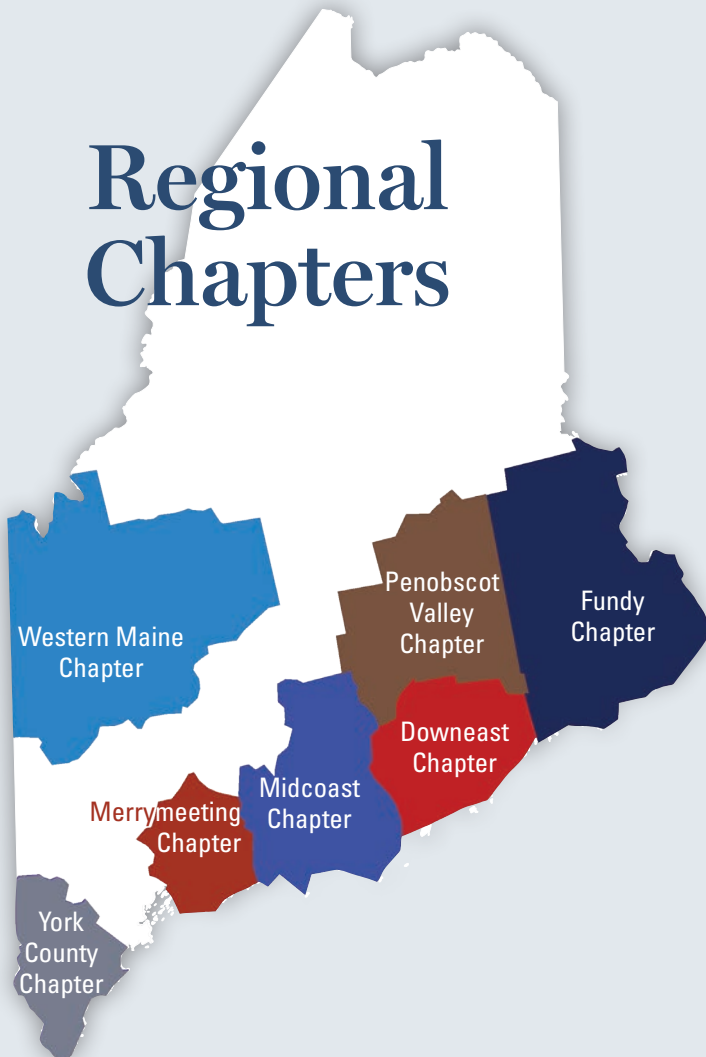 Regional
Chapters
Western Maine
Chapter
Penobscot
Valley
Chapter
Fundy
Chapter
Downeast
Chapter
Midcoast
Chapter
Merrymeeting
Chapter
York
County
Chapter